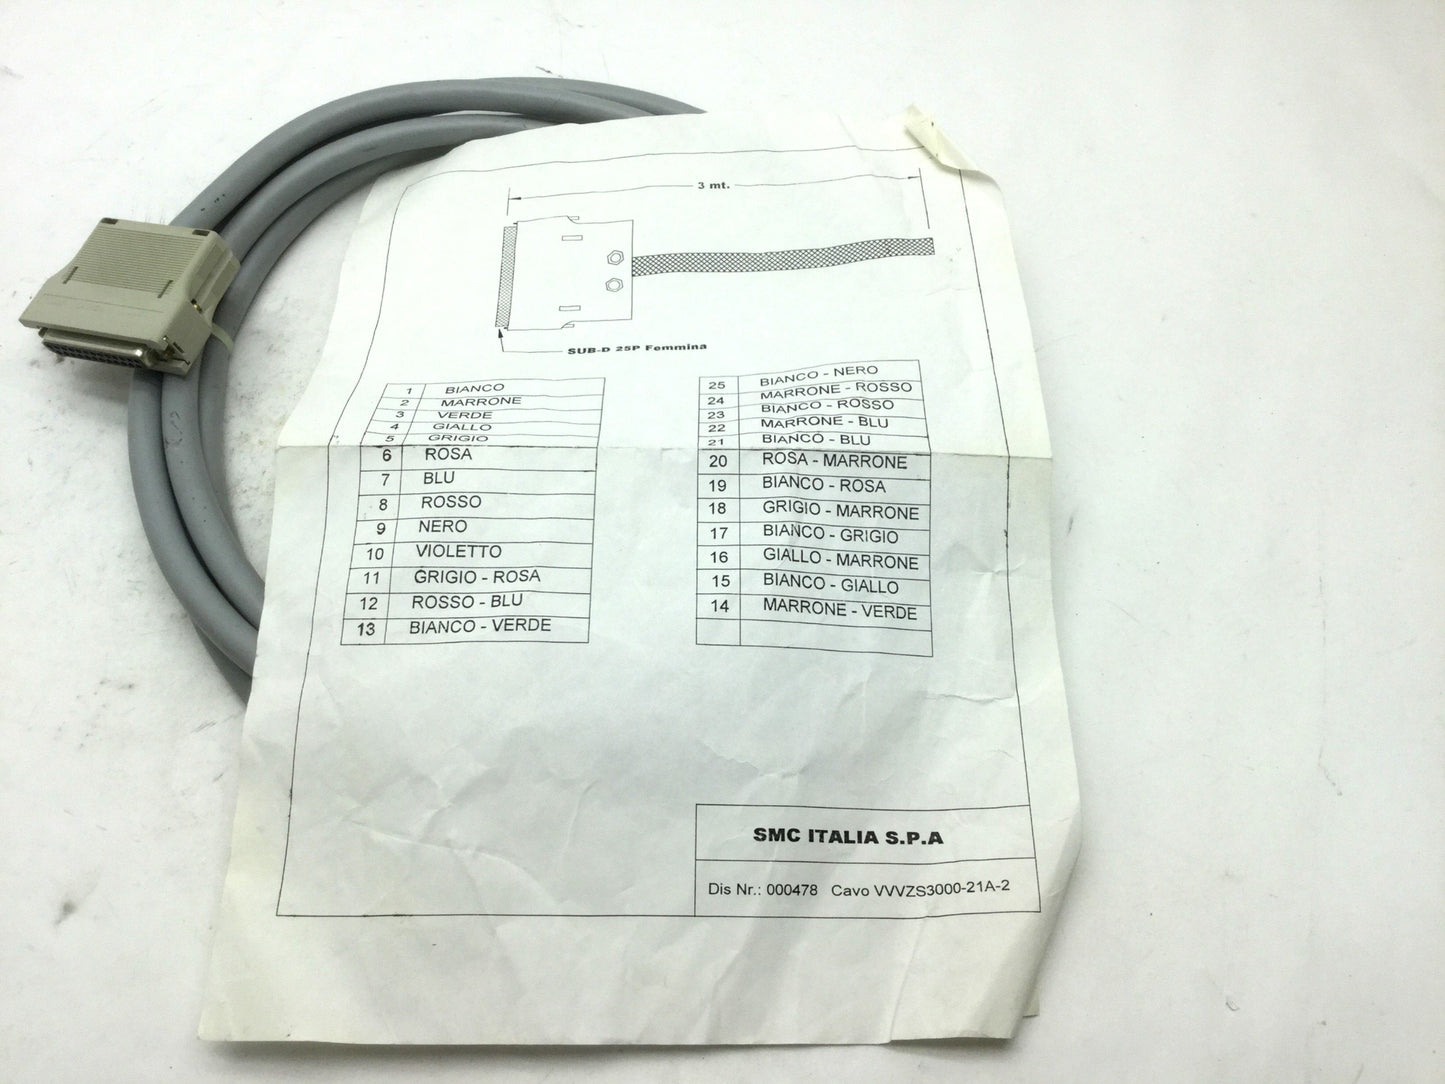 3 mt.
SUB-D 25P Femmina
1 BIANCO
2 MARRONE
3 VERDE
4 GIALLO
5 GRIGIO
6 ROSA
7 BLU
8 ROSSO
9 NERO
10 VIOLETTO
11 GRIGIO - ROSA
12 ROSSO - BLU
13 BIANCO - VERDE
25 BIANCO - NERO
24 MARRONE - ROSSO
23 BIANCO - ROSSO
22 MARRONE - BLU
21 BIANCO - BLU
20 ROSA - MARRONE
19 BIANCO - ROSA
18 GRIGIO - MARRONE
17 BIANCO - GRIGIO
16 GIALLO - MARRONE
15 BIANCO - GIALLO
14 MARRONE - VERDE
SMC ITALIA S.P.A
Dis Nr.: 000478 Cavo VVVZS3000-21A-2